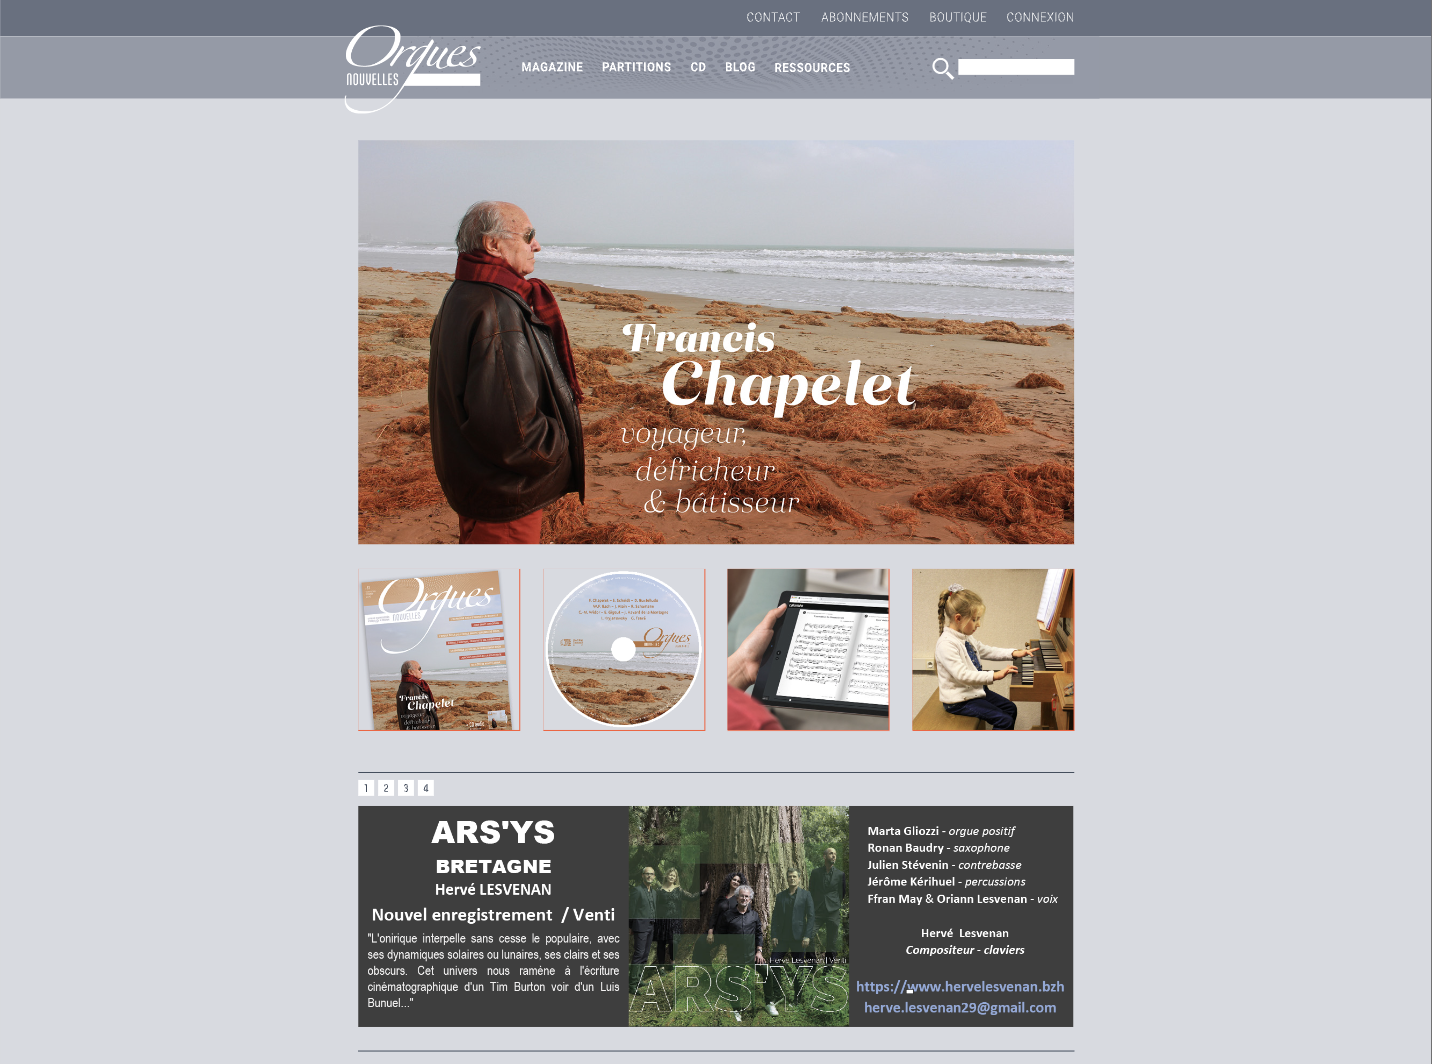 CONTACT ABONNEMENTS BOUTIQUE CONNEXION
Orgues
NOUVELLES
MAGAZINE PARTITIONS CD BLOG RESSOURCES
Francis
Chapelet
voyageur,
défricheur
& bâtisseur
Orgues
NOUVELLES
Francis
Chapelet
voyageur
défricheur
& bâtisseur
Orgues
1 2 3 4
ARS'YS
BRETAGNE
Hervé LESVENAN
Nouvel enregistrement / Venti
"L'onirique interpelle sans cesse le populaire, avec
ses dynamiques solaires ou lunaires, ses clairs et ses
obscurs. Cet univers nous ramène à l'écriture
cinématographique d'un Tim Burton voir d'un Luis
Bunuel..."
Hervé Lesvenan | Venti
ARS'YS
Marta Gliozzi - orgue positif
Ronan Baudry - saxophone
Julien Stévenin - contrebasse
Jérôme Kérihuel - percussions
Ffran May & Oriann Lesvenan - voix
Hervé Lesvenan
Compositeur - claviers
https://www.hervelesvenan.bzh
herve.lesvenan29@gmail.com